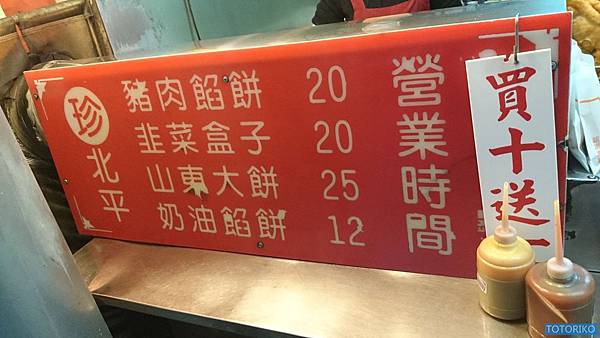 珍
北平
豬肉餡餅 20
韭菜盒子 20
山東大餅 25
奶油餡餅 12
營業時間
買十送一
TOTORIKO